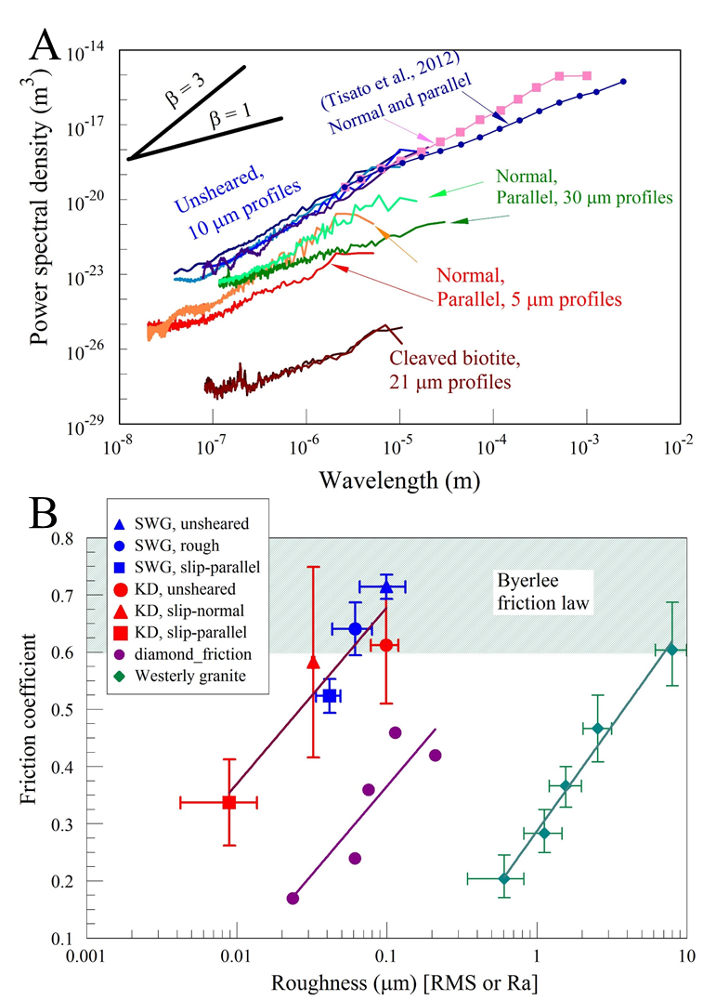 A
10-14
10-17
10-20
10-23
10-26
10-29
Power spectral density (m3)
β = 3
β = 1
(Tisato et al., 2012)
Normal and parallel
Unsheared,
10 μm profiles
Normal,
Parallel, 30 μm profiles
Normal,
Parallel, 5 μm profiles
Cleaved biotite,
21 μm profiles
10-8
10-7
10-6
10-5
10-4
10-3
10-2
Wavelength (m)
B
SWG, unsheared
SWG, rough
SWG, slip-parallel
KD, unsheared
KD, slip-normal
KD, slip-parallel
diamond_friction
Westerly granite
Byerlee
friction law
0.8
0.7
0.6
0.5
0.4
0.3
0.2
0.1
Friction coefficient
0.001
0.01
0.1
1
10
Roughness (μm) [RMS or Ra]